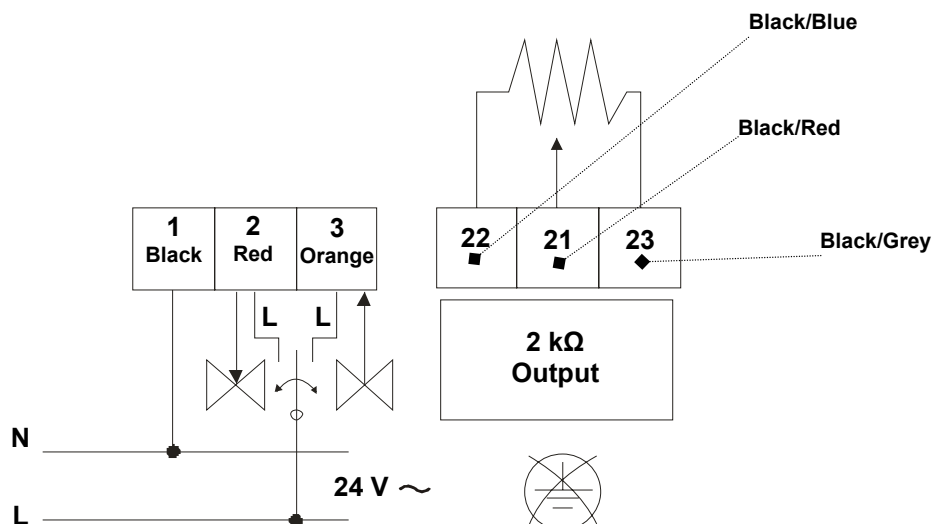 Black/Blue
Black/Red
Black/Grey
1
Black
2
Red
3
Orange
22
21
23
L
L
2 kΩ
Output
N
24 V ~
L